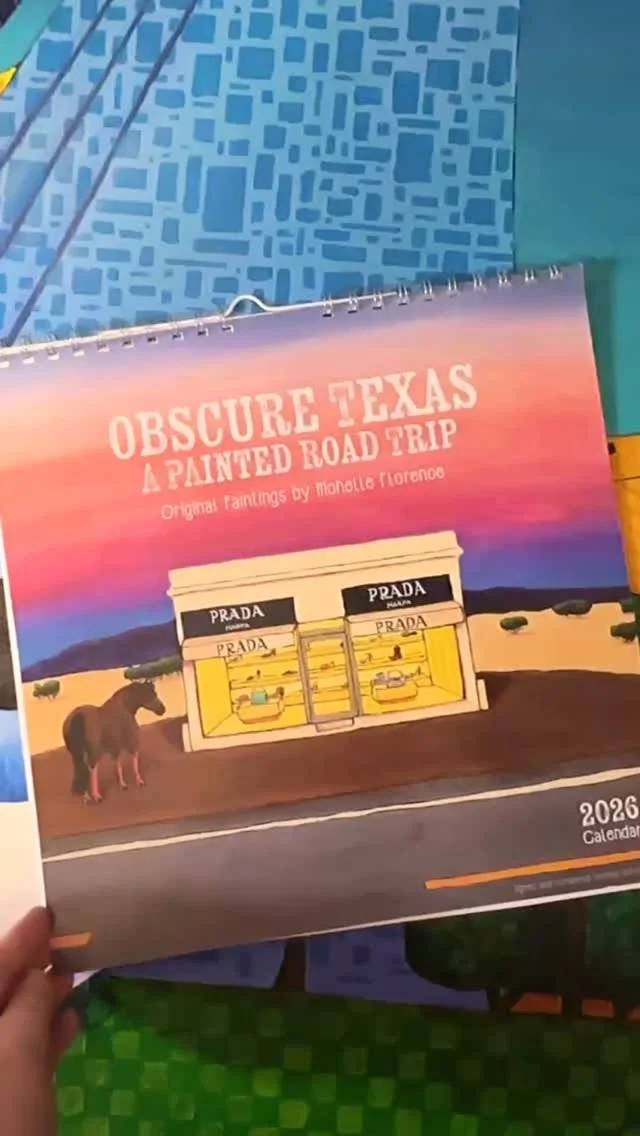 OBSCURE TEXAS
A PAINTED ROAD TRIP
Original Paintings by Michelle Florence
PRADA
MARFA
PRADA
PRADA
MARFA
PRADA
2026
Calendar